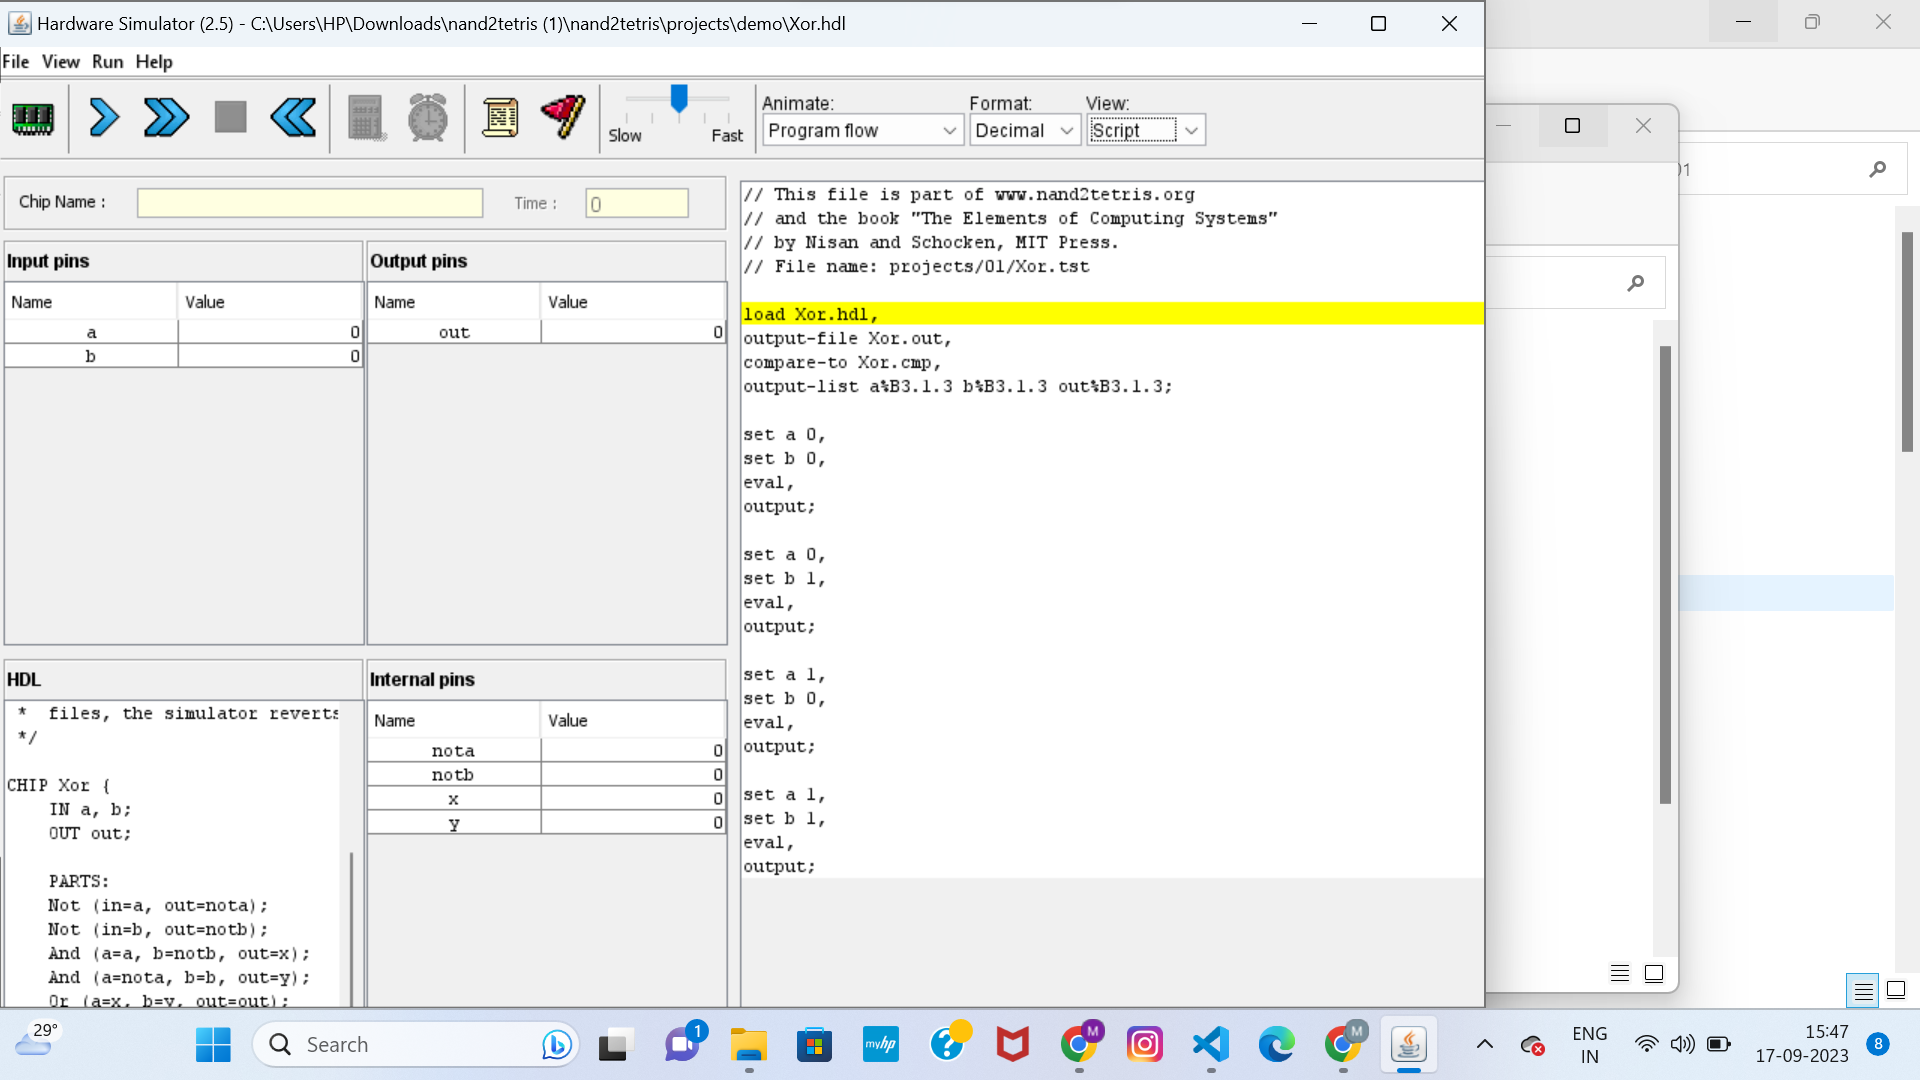 Hardware Simulator (2.5) - C:\Users\HP\Downloads\nand2tetris (1)\nand2tetris\projects\demo\Xor.hdl
File View Run Help
Slow Fast
Animate: Format: View:
Program flow Decimal Script
Chip Name : Time : 0
Input pins
Name Value
a 0
b 0
Output pins
Name Value
out 0
HDL
* files, the simulator reverts
*/
CHIP Xor {
IN a, b;
OUT out;
PARTS:
Not (in=a, out=nota);
Not (in=b, out=notb);
And (a=a, b=notb, out=x);
And (a=nota, b=b, out=y);
Or (a=x, b=y, out=out);
Internal pins
Name Value
nota 0
notb 0
x 0
y 0
// This file is part of www.nand2tetris.org
// and the book "The Elements of Computing Systems"
// by Nisan and Schocken, MIT Press.
// File name: projects/01/Xor.tst
load Xor.hdl,
output-file Xor.out,
compare-to Xor.cmp,
output-list a%B3.1.3 b%B3.1.3 out%B3.1.3;
set a 0,
set b 0,
eval,
output;
set a 0,
set b 1,
eval,
output;
set a 1,
set b 0,
eval,
output;
set a 1,
set b 1,
eval,
output;
29°
Search
1
myhp
M
M
ENG
IN
15:47
17-09-2023
8